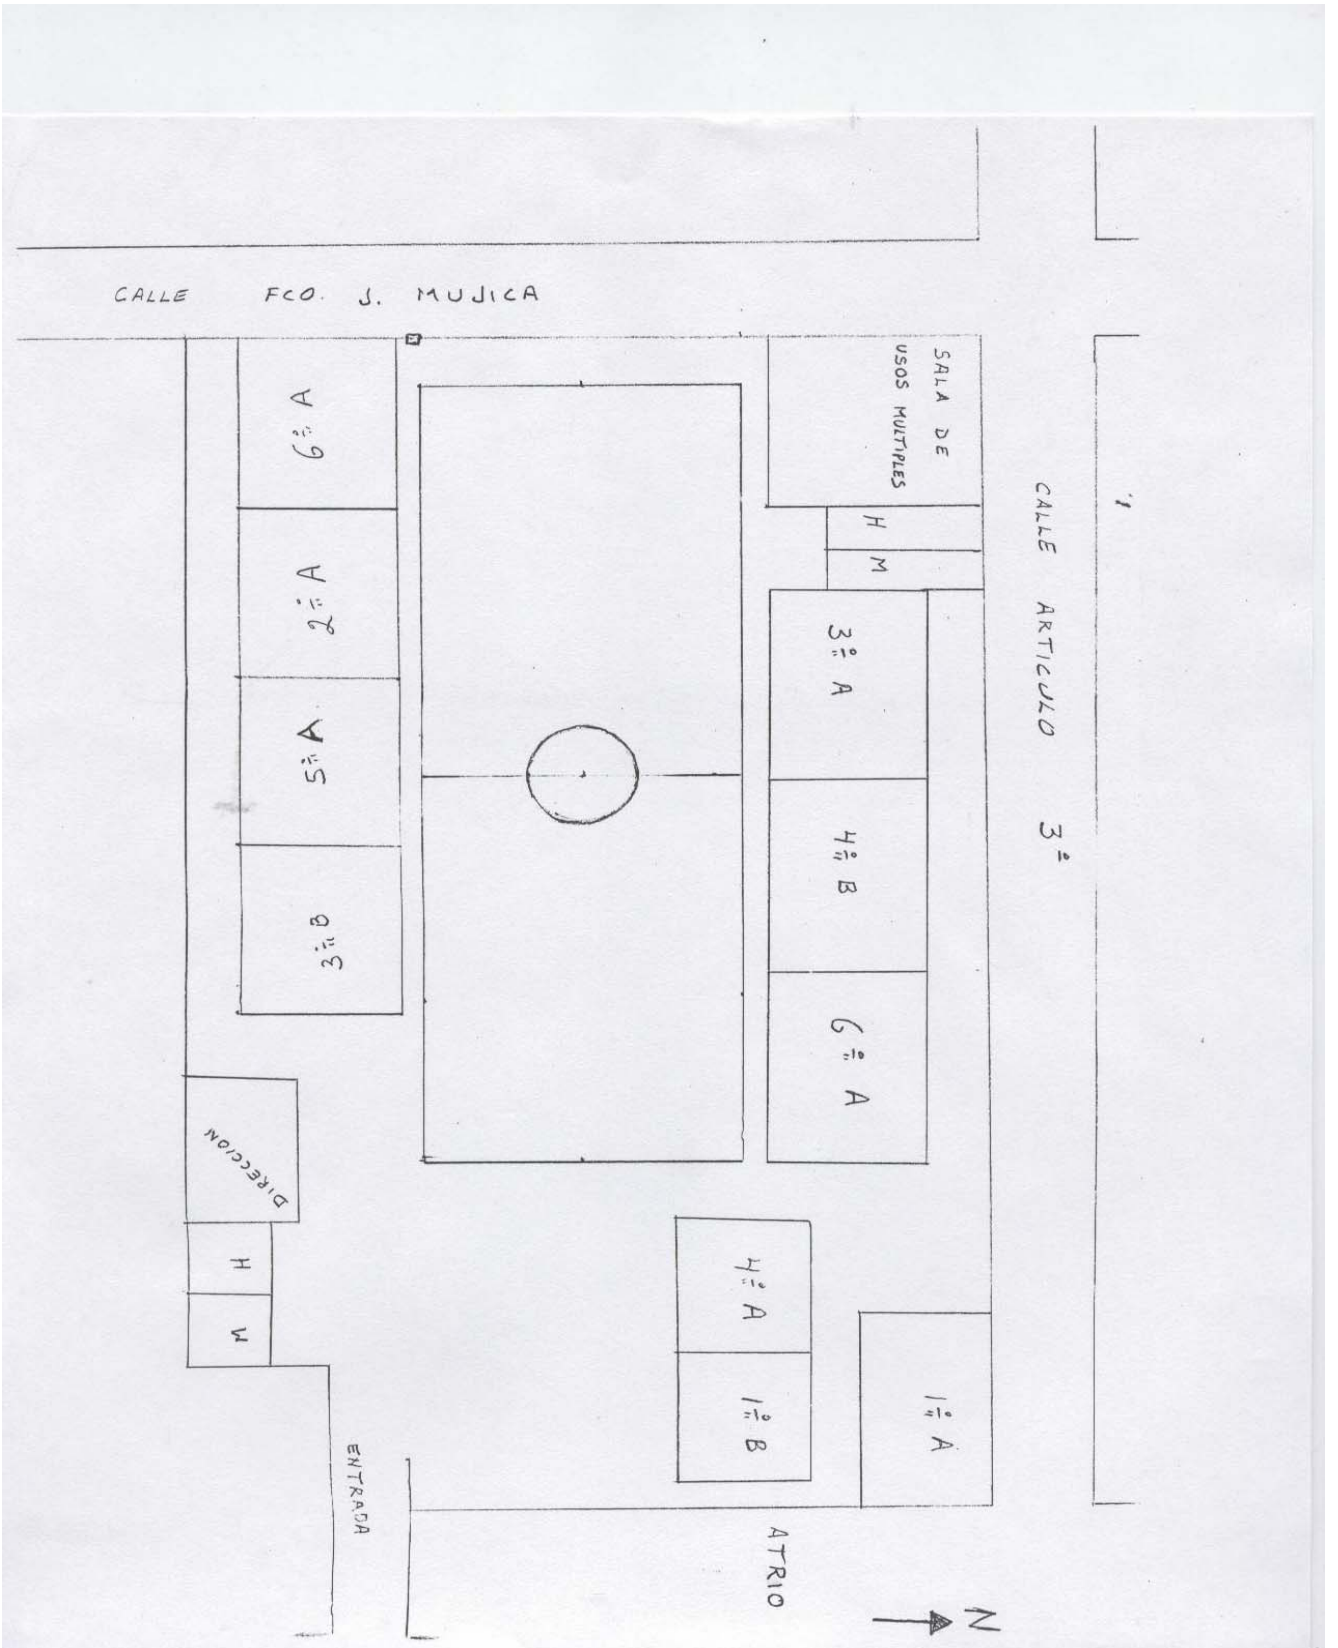 CALLE FCO. J. MUJICA
SALA DE
USOS MULTIPLES
H
M
CALLE ARTICULO 3º
6º A
2º A
5º A
3º B
3º A
4º B
6º A
DIRECCION
H
M
4º A
1º B
1º A
ENTRADA
ATRIO
N